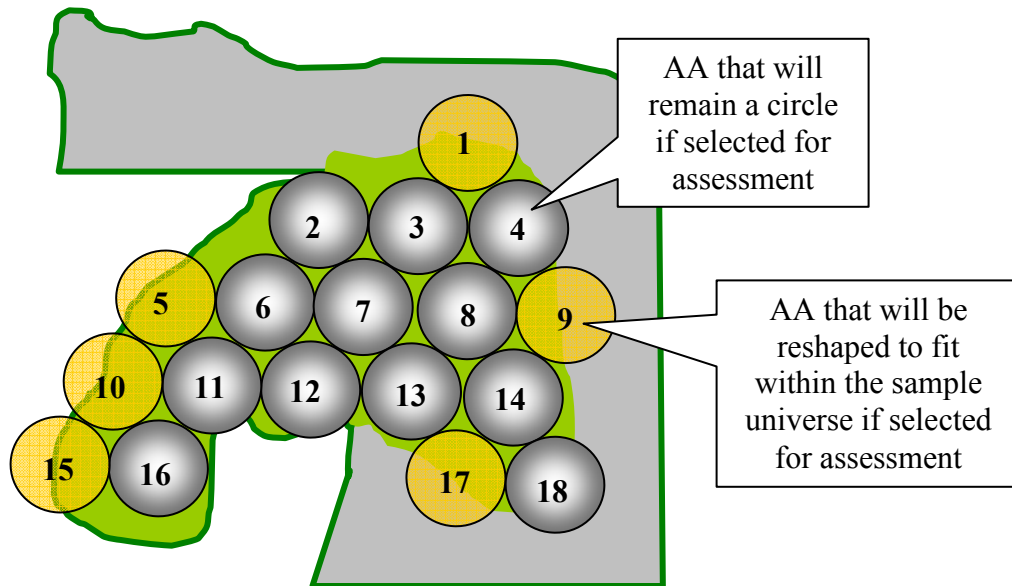 1
AA that will
remain a circle
if selected for
assessment
2
3
4
5
6
7
8
9
AA that will be
reshaped to fit
within the sample
universe if selected
for assessment
10
11
12
13
14
15
16
17
18